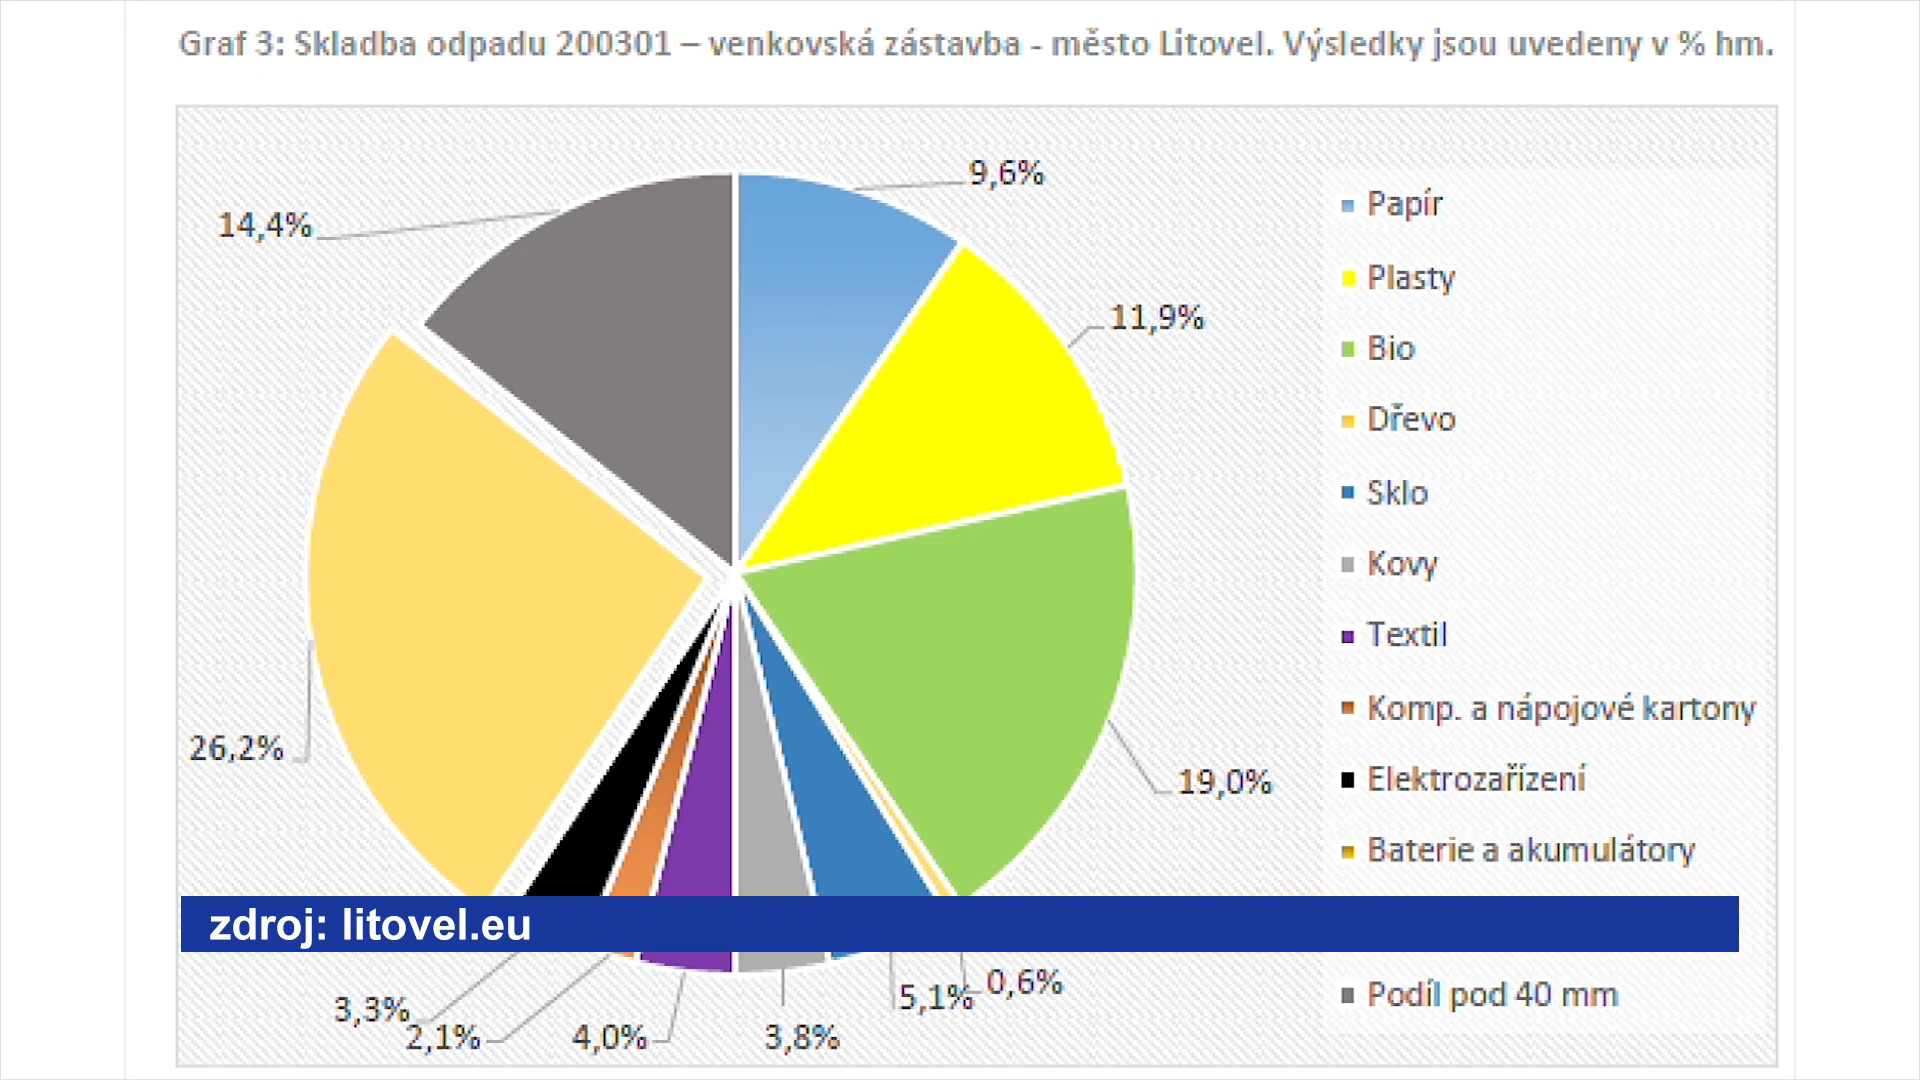 Graf 3: Skladba odpadu 200301 – venkovská zástavba - město Litovel. Výsledky jsou uvedeny v % hm.
9,6%
14,4%
11,9%
26,2%
19,0%
3,3%
2,1%
4,0%
3,8%
5,1%
0,6%
Papír
Plasty
Bio
Dřevo
Sklo
Kovy
Textil
Komp. a nápojové kartony
Elektrozařízení
Baterie a akumulátory
Podíl pod 40 mm
zdroj: litovel.eu